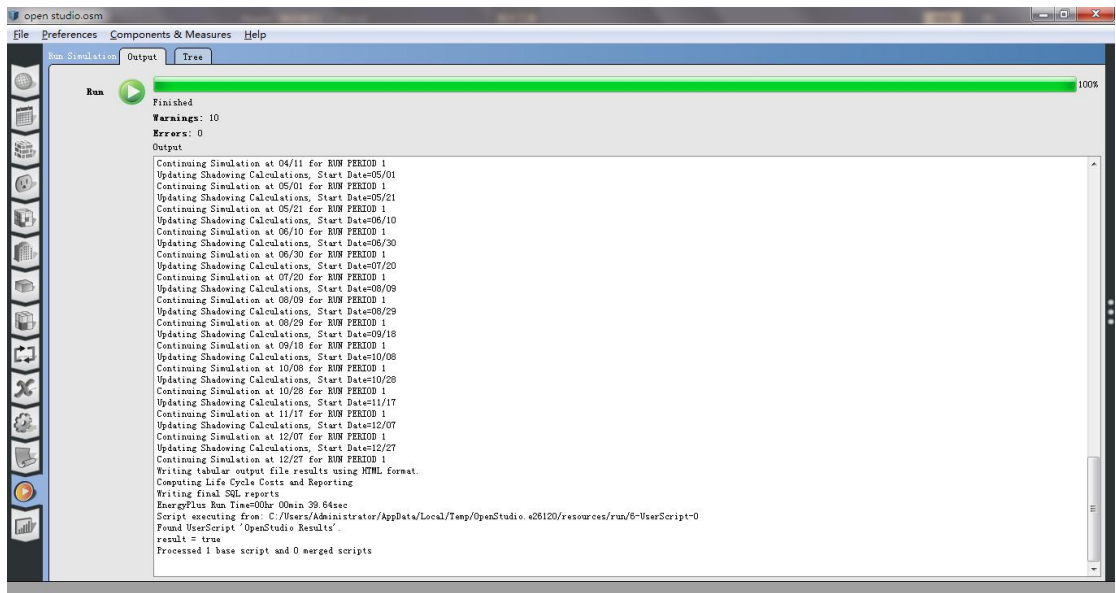 open studio.osm
File Preferences Components & Measures Help
Run Simulation Output Tree
Run 100%
Finished
Warnings: 10
Errors: 0
Output
Continuing Simulation at 04/11 for RUN PERIOD 1
Updating Shadowing Calculations, Start Date=05/01
Continuing Simulation at 05/01 for RUN PERIOD 1
Updating Shadowing Calculations, Start Date=05/21
Continuing Simulation at 05/21 for RUN PERIOD 1
Updating Shadowing Calculations, Start Date=06/10
Continuing Simulation at 06/10 for RUN PERIOD 1
Updating Shadowing Calculations, Start Date=06/30
Continuing Simulation at 06/30 for RUN PERIOD 1
Updating Shadowing Calculations, Start Date=07/20
Continuing Simulation at 07/20 for RUN PERIOD 1
Updating Shadowing Calculations, Start Date=08/09
Continuing Simulation at 08/09 for RUN PERIOD 1
Updating Shadowing Calculations, Start Date=08/29
Continuing Simulation at 08/29 for RUN PERIOD 1
Updating Shadowing Calculations, Start Date=09/18
Continuing Simulation at 09/18 for RUN PERIOD 1
Updating Shadowing Calculations, Start Date=10/08
Continuing Simulation at 10/08 for RUN PERIOD 1
Updating Shadowing Calculations, Start Date=10/28
Continuing Simulation at 10/28 for RUN PERIOD 1
Updating Shadowing Calculations, Start Date=11/17
Continuing Simulation at 11/17 for RUN PERIOD 1
Updating Shadowing Calculations, Start Date=12/07
Continuing Simulation at 12/07 for RUN PERIOD 1
Updating Shadowing Calculations, Start Date=12/27
Continuing Simulation at 12/27 for RUN PERIOD 1
Writing tabular output file results using HTML format.
Computing Life Cycle Costs and Reporting
Writing final SQL reports
EnergyPlus Run Time=00hr 00min 39.64sec
Script executing from: C:/Users/Administrator/AppData/Local/Temp/OpenStudio.e26120/resources/run/6-UserScript-0
Found UserScript 'OpenStudio Results'.
result = true
Processed 1 base script and 0 merged scripts